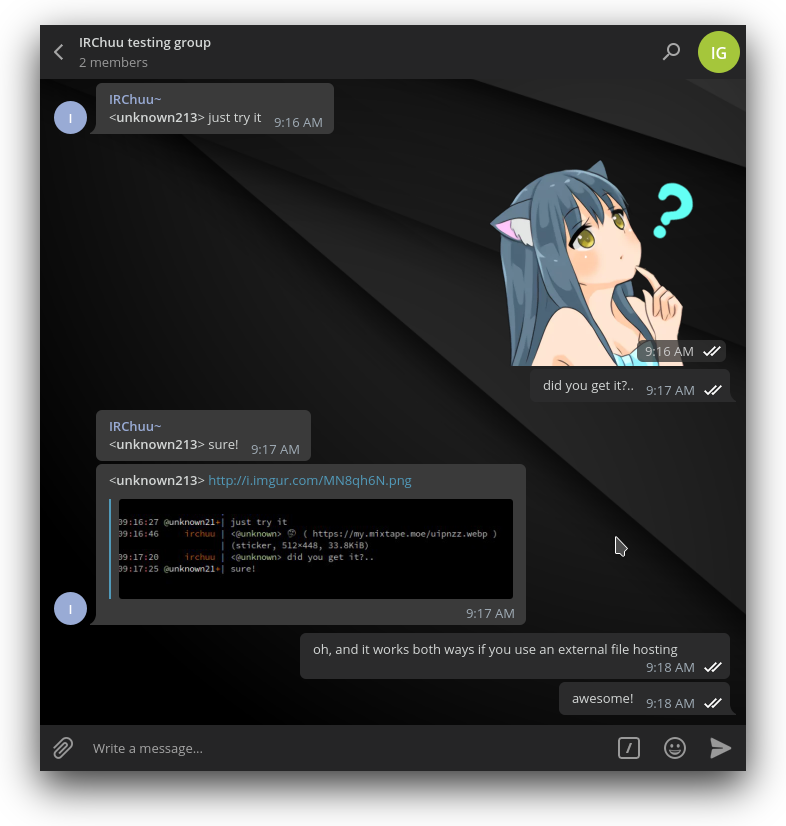 IRChuu testing group
IG
2 members
IRChuu~
<unknown213> just try it 9:16 AM
I
?
9:16 AM
did you get it?.. 9:17 AM
IRChuu~
<unknown213> sure! 9:17 AM
<unknown213> http://i.imgur.com/MN8qh6N.png
09:16:27 @unknown21+| just try it
09:16:46 irchuu | <@unknown> ( https://my.mixtape.moe/uipnzz.webp )
| (sticker, 512×448, 33.8KiB)
09:17:20 irchuu | <@unknown> did you get it?..
09:17:25 @unknown21+| sure!
I
9:17 AM
oh, and it works both ways if you use an external file hosting
9:18 AM
awesome! 9:18 AM
Write a message...
/